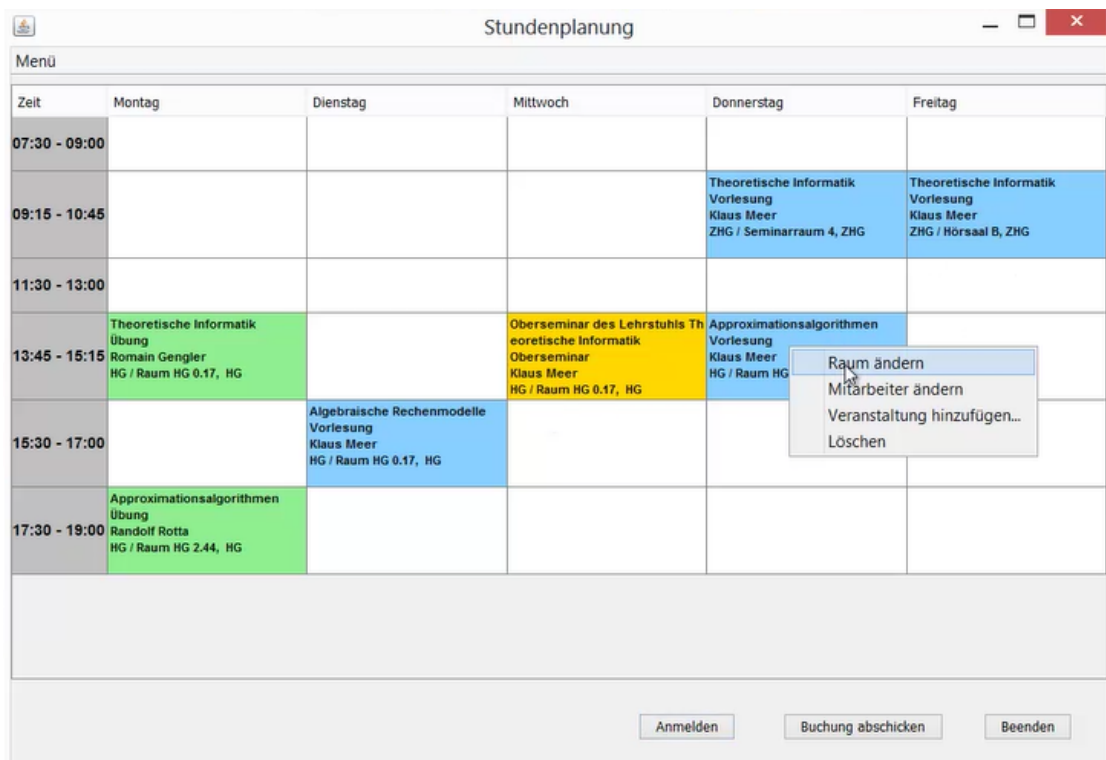 Stundenplanung
Menü
Zeit Montag Dienstag Mittwoch Donnerstag Freitag
07:30 - 09:00
09:15 - 10:45
Theoretische Informatik
Vorlesung
Klaus Meer
ZHG / Seminarraum 4, ZHG
Theoretische Informatik
Vorlesung
Klaus Meer
ZHG / Hörsaal B, ZHG
11:30 - 13:00
13:45 - 15:15
Theoretische Informatik
Übung
Romain Gengler
HG / Raum HG 0.17, HG
Oberseminar des Lehrstuhls Th
eoretische Informatik
Oberseminar
Klaus Meer
HG / Raum HG 0.17, HG
Approximationsalgorithmen
Vorlesung
Klaus Meer
HG / Raum HG
Raum ändern
Mitarbeiter ändern
Veranstaltung hinzufügen...
Löschen
15:30 - 17:00
Algebraische Rechenmodelle
Vorlesung
Klaus Meer
HG / Raum HG 0.17, HG
17:30 - 19:00
Approximationsalgorithmen
Übung
Randolf Rotta
HG / Raum HG 2.44, HG
Anmelden Buchung abschicken Beenden